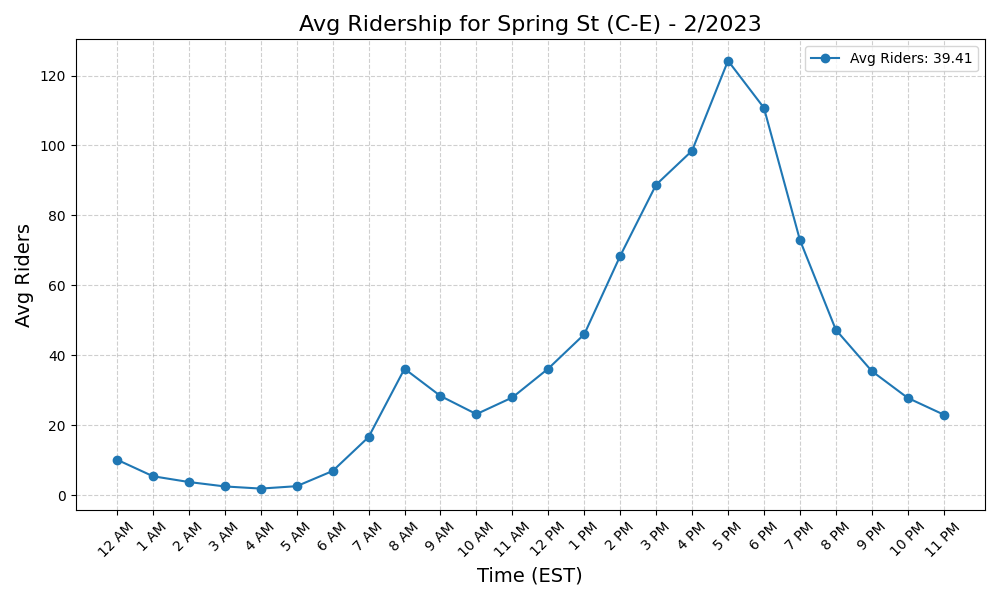 Avg Ridership for Spring St (C-E) - 2/2023
Avg Riders: 39.41
Avg Riders
120
100
80
60
40
20
0
12 AM
1 AM
2 AM
3 AM
4 AM
5 AM
6 AM
7 AM
8 AM
9 AM
10 AM
11 AM
12 PM
1 PM
2 PM
3 PM
4 PM
5 PM
6 PM
7 PM
8 PM
9 PM
10 PM
11 PM
Time (EST)